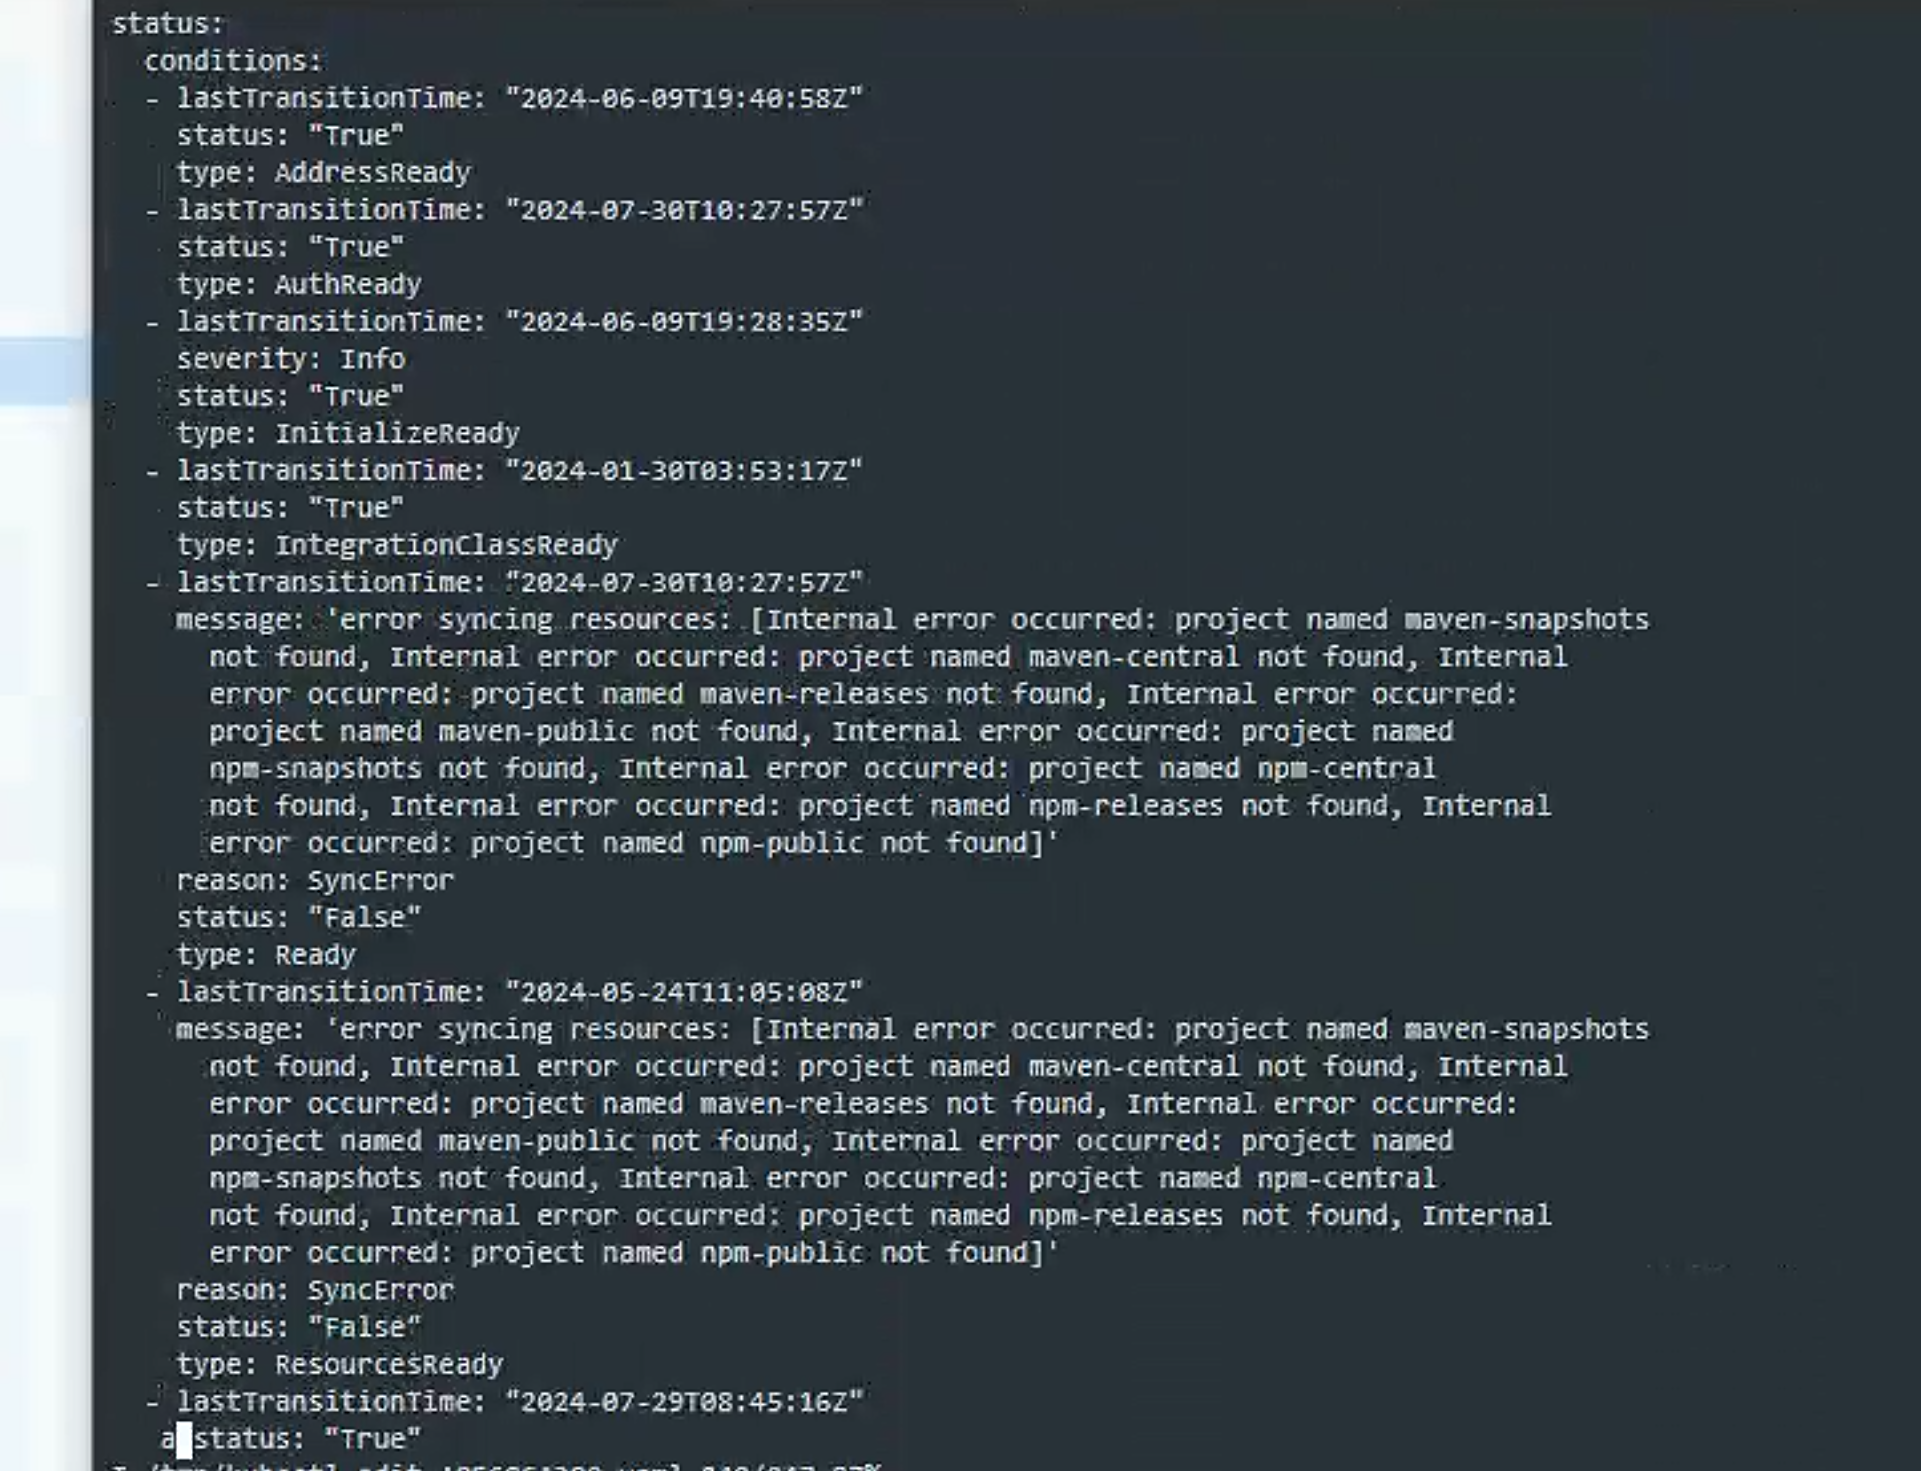 status:
  conditions:
  - lastTransitionTime: "2024-06-09T19:40:58Z"
    status: "True"
    type: AddressReady
  - lastTransitionTime: "2024-07-30T10:27:57Z"
    status: "True"
    type: AuthReady
  - lastTransitionTime: "2024-06-09T19:28:35Z"
    severity: Info
    status: "True"
    type: InitializeReady
  - lastTransitionTime: "2024-01-30T03:53:17Z"
    status: "True"
    type: IntegrationClassReady
  - lastTransitionTime: "2024-07-30T10:27:57Z"
    message: 'error syncing resources: [Internal error occurred: project named maven-snapshots
      not found, Internal error occurred: project named maven-central not found, Internal
      error occurred: project named maven-releases not found, Internal error occurred:
      project named maven-public not found, Internal error occurred: project named
      npm-snapshots not found, Internal error occurred: project named npm-central
      not found, Internal error occurred: project named npm-releases not found, Internal
      error occurred: project named npm-public not found]'
    reason: SyncError
    status: "False"
    type: Ready
  - lastTransitionTime: "2024-05-24T11:05:08Z"
    message: 'error syncing resources: [Internal error occurred: project named maven-snapshots
      not found, Internal error occurred: project named maven-central not found, Internal
      error occurred: project named maven-releases not found, Internal error occurred:
      project named maven-public not found, Internal error occurred: project named
      npm-snapshots not found, Internal error occurred: project named npm-central
      not found, Internal error occurred: project named npm-releases not found, Internal
      error occurred: project named npm-public not found]'
    reason: SyncError
    status: "False"
    type: ResourcesReady
  - lastTransitionTime: "2024-07-29T08:45:16Z"
   a status: "True"